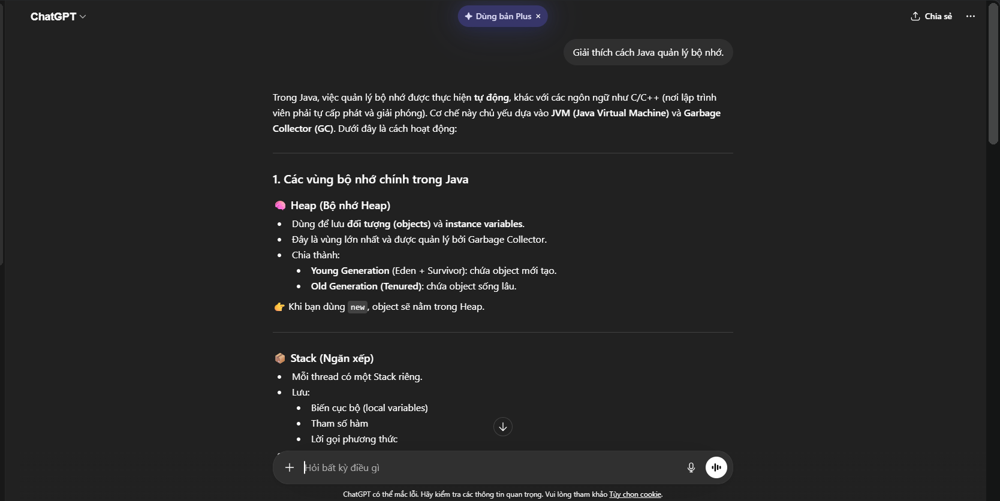 ChatGPT
Dùng bản Plus ×
Chia sẻ
Giải thích cách Java quản lý bộ nhớ.
Trong Java, việc quản lý bộ nhớ được thực hiện tự động, khác với các ngôn ngữ như C/C++ (nơi lập trình
viên phải tự cấp phát và giải phóng). Cơ chế này chủ yếu dựa vào JVM (Java Virtual Machine) và Garbage
Collector (GC). Dưới đây là cách hoạt động:
1. Các vùng bộ nhớ chính trong Java
🧠 Heap (Bộ nhớ Heap)
• Dùng để lưu đối tượng (objects) và instance variables.
• Đây là vùng lớn nhất và được quản lý bởi Garbage Collector.
• Chia thành:
• Young Generation (Eden + Survivor): chứa object mới tạo.
• Old Generation (Tenured): chứa object sống lâu.
👉 Khi bạn dùng new, object sẽ nằm trong Heap.
📦 Stack (Ngăn xếp)
• Mỗi thread có một Stack riêng.
• Lưu:
• Biến cục bộ (local variables)
• Tham số hàm
• Lời gọi phương thức
Hỏi bất kỳ điều gì
ChatGPT có thể mắc lỗi. Hãy kiểm tra các thông tin quan trọng. Vui lòng tham khảo Tùy chọn cookie.